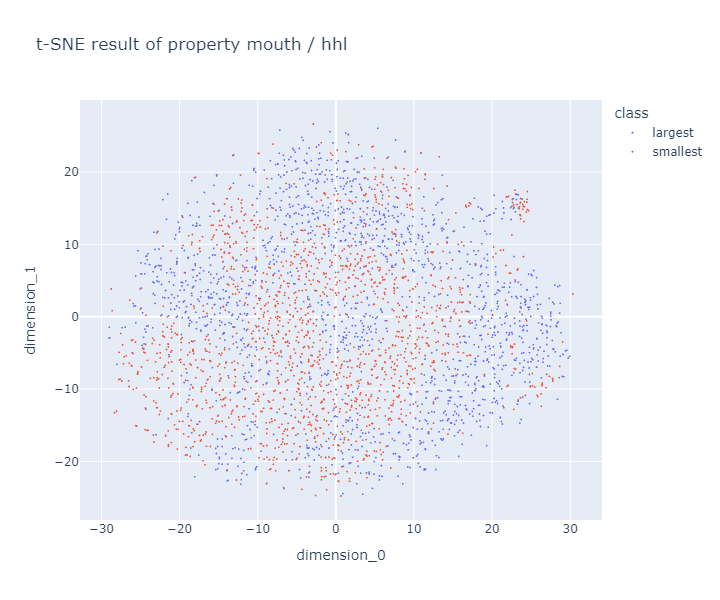 t-SNE result of property mouth / hhl
class
largest
smallest
dimension_1
20
10
0
−10
−20
−30
−20
−10
0
10
20
30
dimension_0